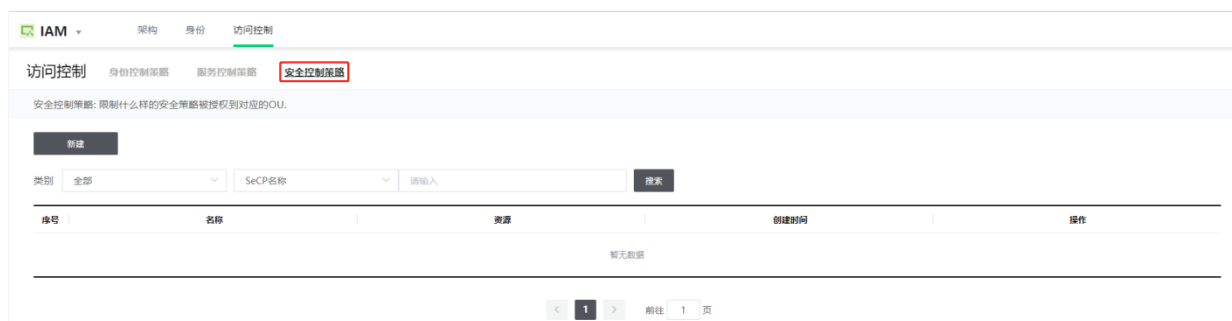 IAM 架构 身份 访问控制
访问控制 身份控制策略 服务控制策略 安全控制策略
安全控制策略: 限制什么样的安全策略被授权到对应的OU.
新建
类别 全部 SeCP名称 请输入 搜索
序号 名称 资源 创建时间 操作
暂无数据
< 1 > 前往 1 页